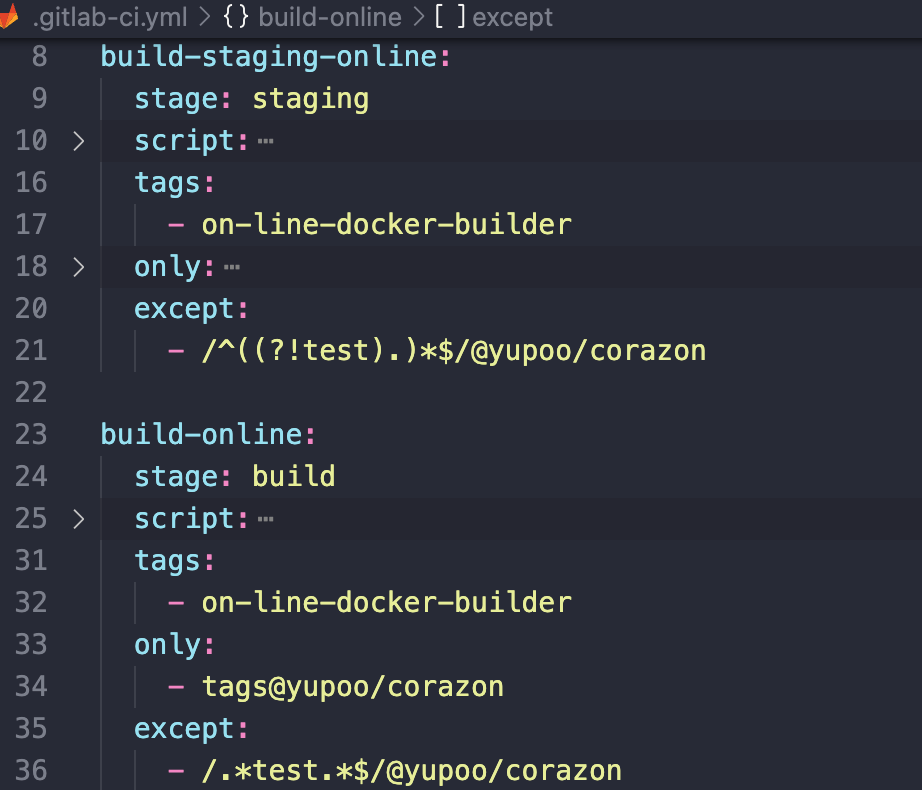 .gitlab-ci.yml > {} build-online > [ ] except
8 build-staging-online:
9 stage: staging
10 > script: ⋯
16 tags:
17 - on-line-docker-builder
18 > only: ⋯
20 except:
21 - /^((?!test).)*$/@yupoo/corazon
22
23 build-online:
24 stage: build
25 > script: ⋯
31 tags:
32 - on-line-docker-builder
33 only:
34 - tags@yupoo/corazon
35 except:
36 - /.*test.*$/@yupoo/corazon